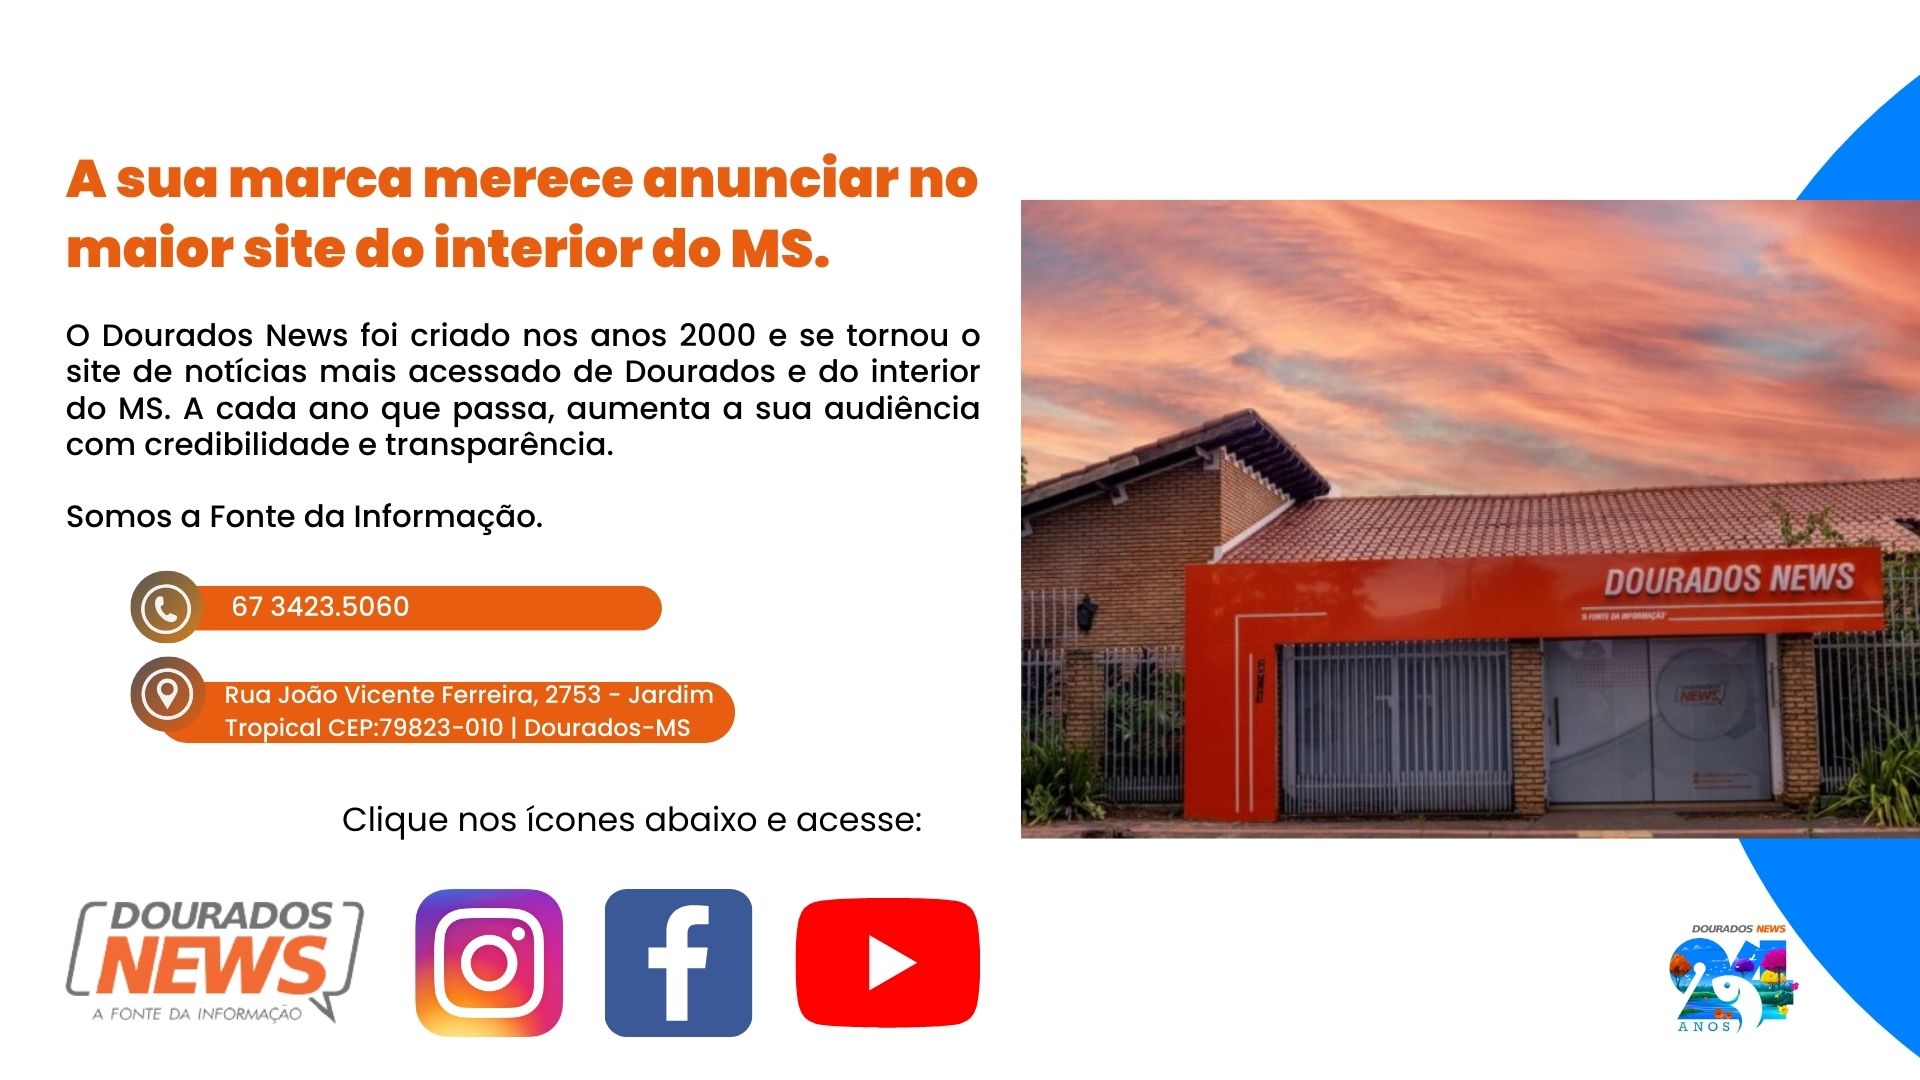 A sua marca merece anunciar no
maior site do interior do MS.
O Dourados News foi criado nos anos 2000 e se tornou o
site de notícias mais acessado de Dourados e do interior
do MS. A cada ano que passa, aumenta a sua audiência
com credibilidade e transparência.
Somos a Fonte da Informação.
67 3423.5060
Rua João Vicente Ferreira, 2753 - Jardim
Tropical CEP:79823-010 | Dourados-MS
Clique nos ícones abaixo e acesse:
DOURADOS
NEWS
A FONTE DA INFORMAÇÃO
DOURADOS NEWS
"A FONTE DA INFORMAÇÃO"
DOURADOS
NEWS
DOURADOS NEWS
24
ANOS